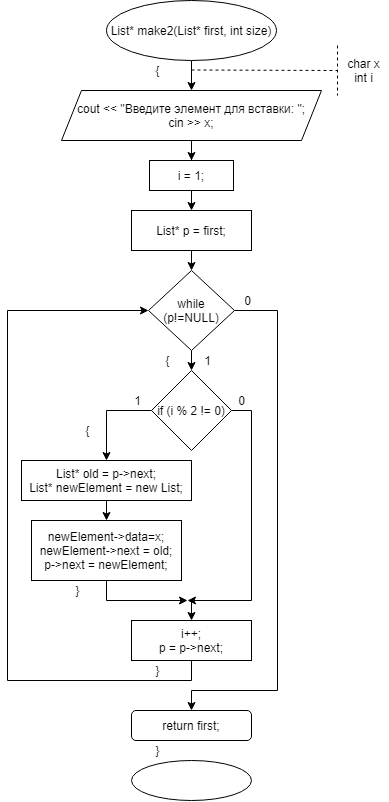 List* make2(List* first, int size)
char x
int i
{
cout << "Введите элемент для вставки: ";
cin >> x;
i = 1;
List* p = first;
while
(p!=NULL)
0
{
1
if (i % 2 != 0)
1
0
{
List* old = p->next;
List* newElement = new List;
newElement->data=x;
newElement->next = old;
p->next = newElement;
}
i++;
p = p->next;
}
return first;
}